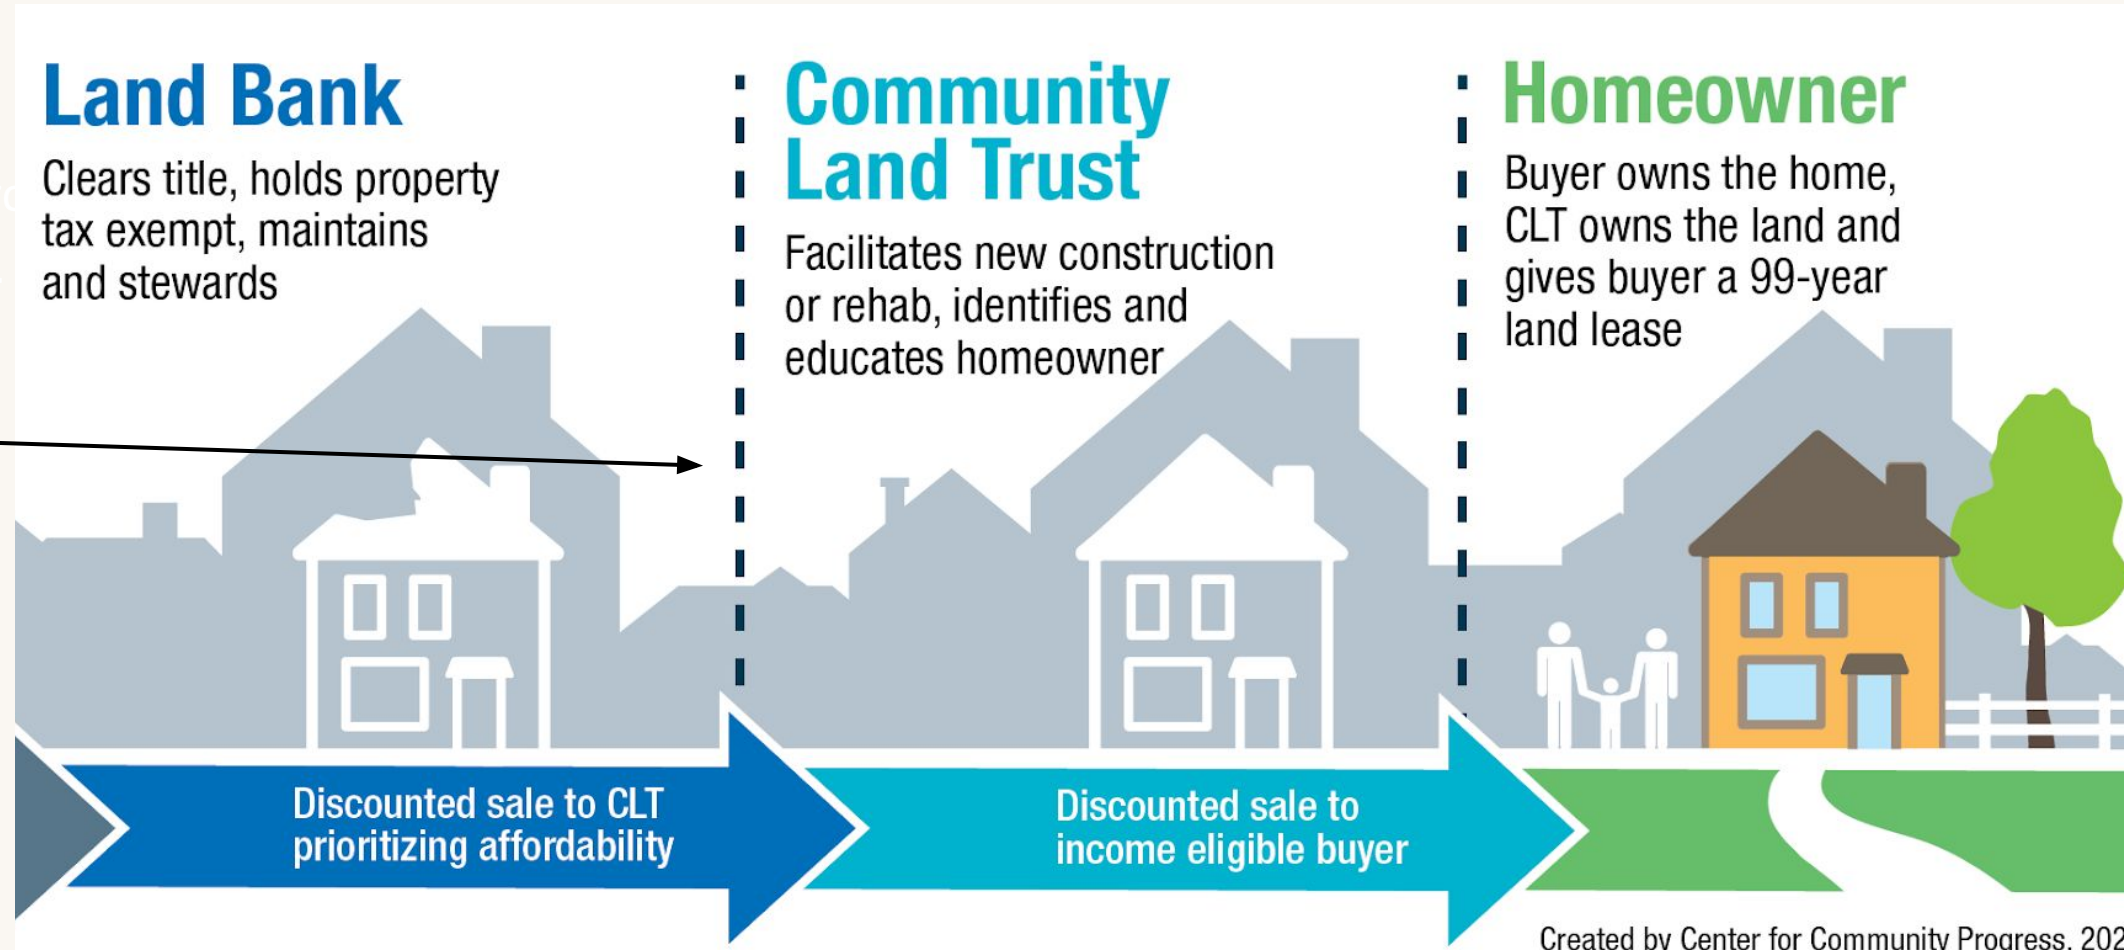 Land Bank
Clears title, holds property
tax exempt, maintains
and stewards
Community
Land Trust
Facilitates new construction
or rehab, identifies and
educates homeowner
Homeowner
Buyer owns the home,
CLT owns the land and
gives buyer a 99-year
land lease
Discounted sale to CLT
prioritizing affordability
Discounted sale to
income eligible buyer
Created by Center for Community Progress,